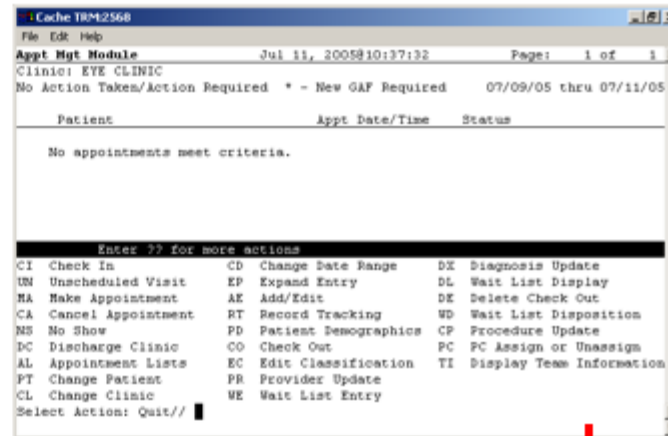 Cache TRM:2568
File Edit Help
Appt Mgt Module Jul 11, 2005@10:37:32 Page: 1 of 1
Clinic: EYE CLINIC
No Action Taken/Action Required * - New GAF Required 07/09/05 thru 07/11/05
Patient Appt Date/Time Status
No appointments meet criteria.
Enter ?? for more actions
CI Check In CD Change Date Range DX Diagnosis Update
UN Unscheduled Visit EP Expand Entry DL Wait List Display
MA Make Appointment AE Add/Edit DE Delete Check Out
CA Cancel Appointment RT Record Tracking WD Wait List Disposition
NS No Show PD Patient Demographics CP Procedure Update
DC Discharge Clinic CO Check Out PC PC Assign or Unassign
AL Appointment Lists EC Edit Classification TI Display Team Information
PT Change Patient PR Provider Update
CL Change Clinic WE Wait List Entry
Select Action: Quit//